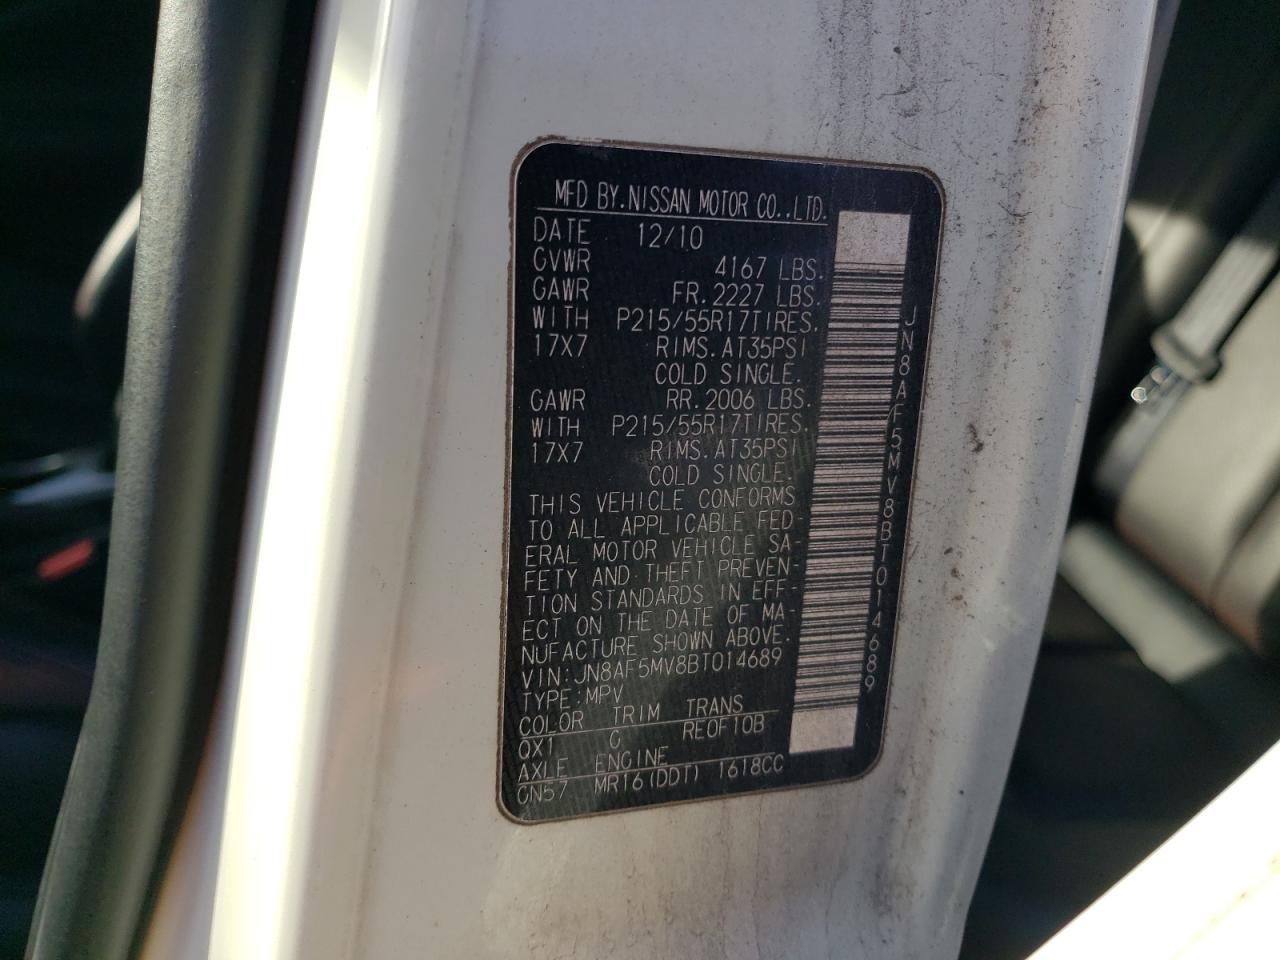 MFD BY.NISSAN MOTOR CO.,LTD.
DATE 12/10
GVWR 4167 LBS.
GAWR FR.2227 LBS.
WITH P215/55R17TIRES.
17X7 RIMS.AT35PSI
COLD SINGLE.
GAWR RR.2006 LBS.
WITH P215/55R17TIRES.
17X7 RIMS.AT35PSI
COLD SINGLE.
THIS VEHICLE CONFORMS
TO ALL APPLICABLE FED-
ERAL MOTOR VEHICLE SA-
FETY AND THEFT PREVEN-
TION STANDARDS IN EFF-
ECT ON THE DATE OF MA-
NUFACTURE SHOWN ABOVE.
VIN:JN8AF5MV8BT014689
TYPE:MPV
COLOR TRIM TRANS
QX1 C RE0F10B
AXLE ENGINE
CN57 MR16(DDT) 1618CC
JN8AF5MV8BT014689